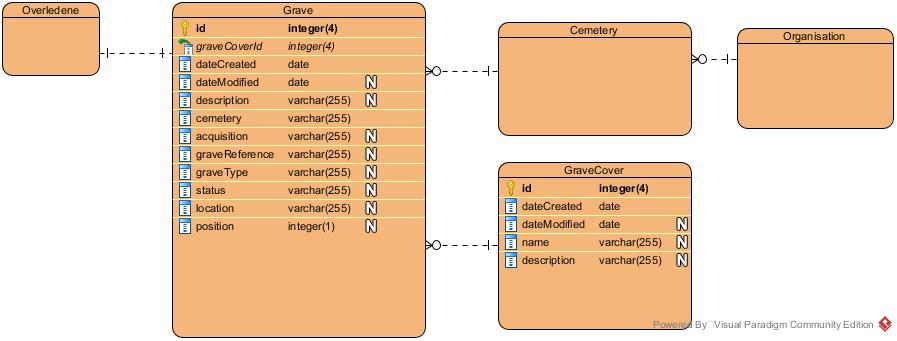 Overledene
Grave
id integer(4)
graveCoverId integer(4)
dateCreated date
dateModified date N
description varchar(255) N
cemetery varchar(255)
acquisition varchar(255) N
graveReference varchar(255) N
graveType varchar(255) N
status varchar(255) N
location varchar(255) N
position integer(1) N
Cemetery
Organisation
GraveCover
id integer(4)
dateCreated date
dateModified date N
name varchar(255) N
description varchar(255) N
Powered By Visual Paradigm Community Edition